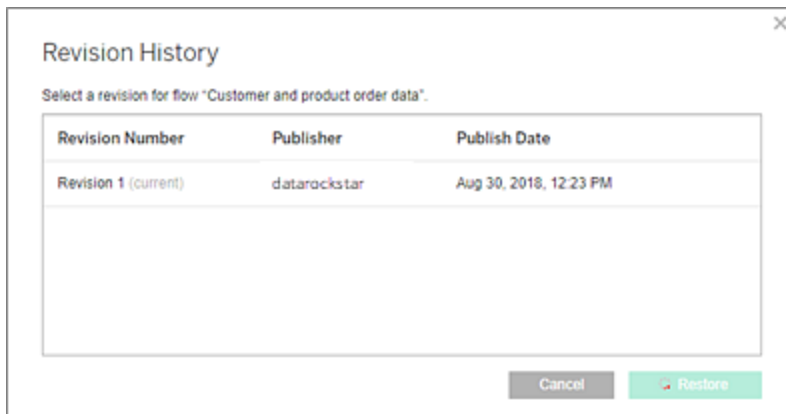 Revision History
Select a revision for flow "Customer and product order data".
Revision Number Publisher Publish Date
Revision 1 (current) datarockstar Aug 30, 2018, 12:23 PM
Cancel Restore